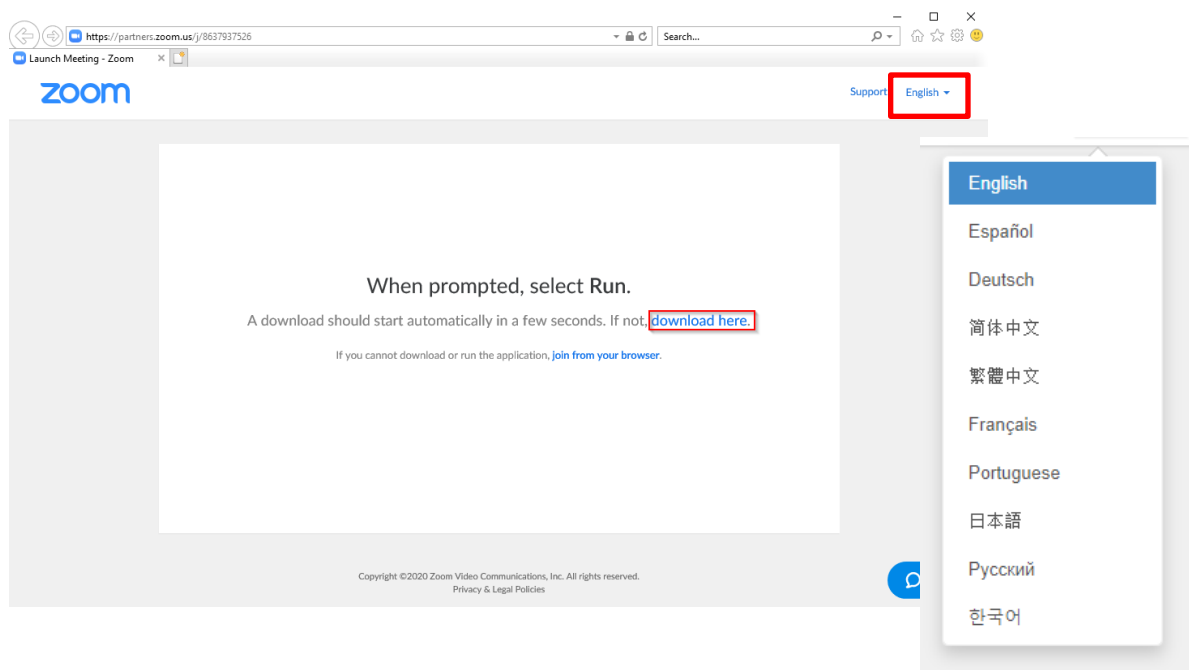 https://partners.zoom.us/j/8637937526
Search...
Launch Meeting - Zoom
zoom
Support
English
When prompted, select Run.
A download should start automatically in a few seconds. If not, download here.
If you cannot download or run the application, join from your browser.
Copyright ©2020 Zoom Video Communications, Inc. All rights reserved.
Privacy & Legal Policies
English
Español
Deutsch
简体中文
繁體中文
Français
Portuguese
日本語
Русский
한국어